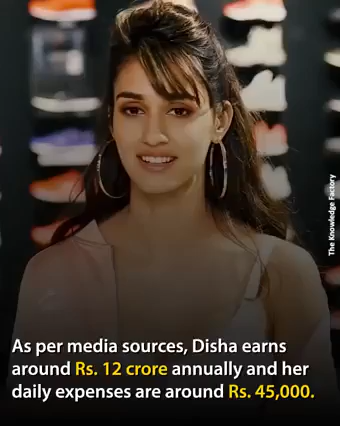 The Knowledge Factory
As per media sources, Disha earns
around Rs. 12 crore annually and her
daily expenses are around Rs. 45,000.